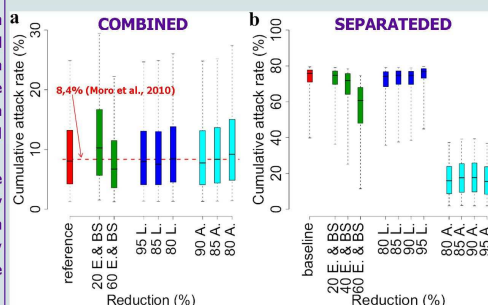 a
COMBINED
Cumulative attack rate (%)
30
20
10
0
8,4% (Moro et al., 2010)
reference
20 E. & BS
60 E. & BS
95 L.
85 L.
80 L.
90 A.
85 A.
80 A.
Reduction (%)
b
SEPARATEDED
Cumulative attack rate (%)
100
80
60
40
20
0
baseline
20 E. & BS
40 E. & BS
60 E. & BS
80 L.
85 L.
90 L.
95 L.
80 A.
85 A.
90 A.
95 A.
Reduction (%)